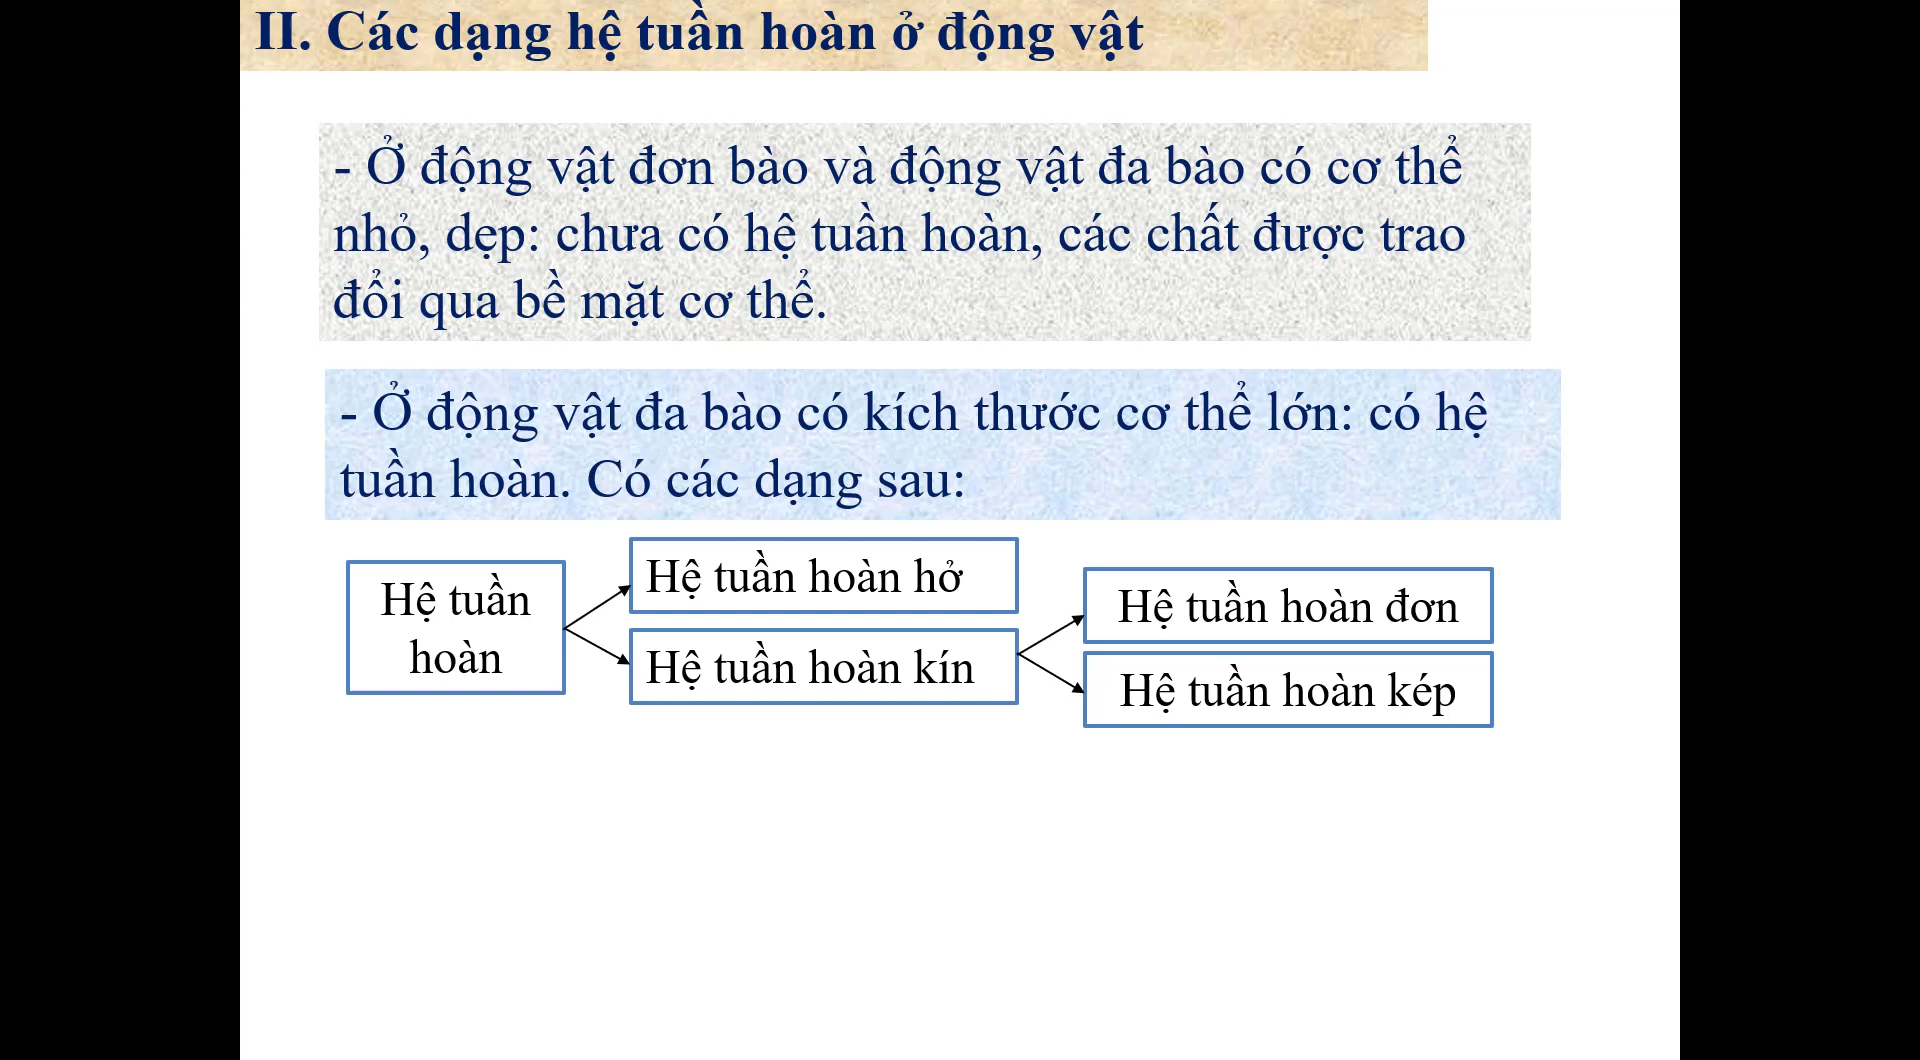 II. Các dạng hệ tuần hoàn ở động vật
- Ở động vật đơn bào và động vật đa bào có cơ thể
nhỏ, dẹp: chưa có hệ tuần hoàn, các chất được trao
đổi qua bề mặt cơ thể.
- Ở động vật đa bào có kích thước cơ thể lớn: có hệ
tuần hoàn. Có các dạng sau:
Hệ tuần
hoàn
Hệ tuần hoàn hở
Hệ tuần hoàn kín
Hệ tuần hoàn đơn
Hệ tuần hoàn kép